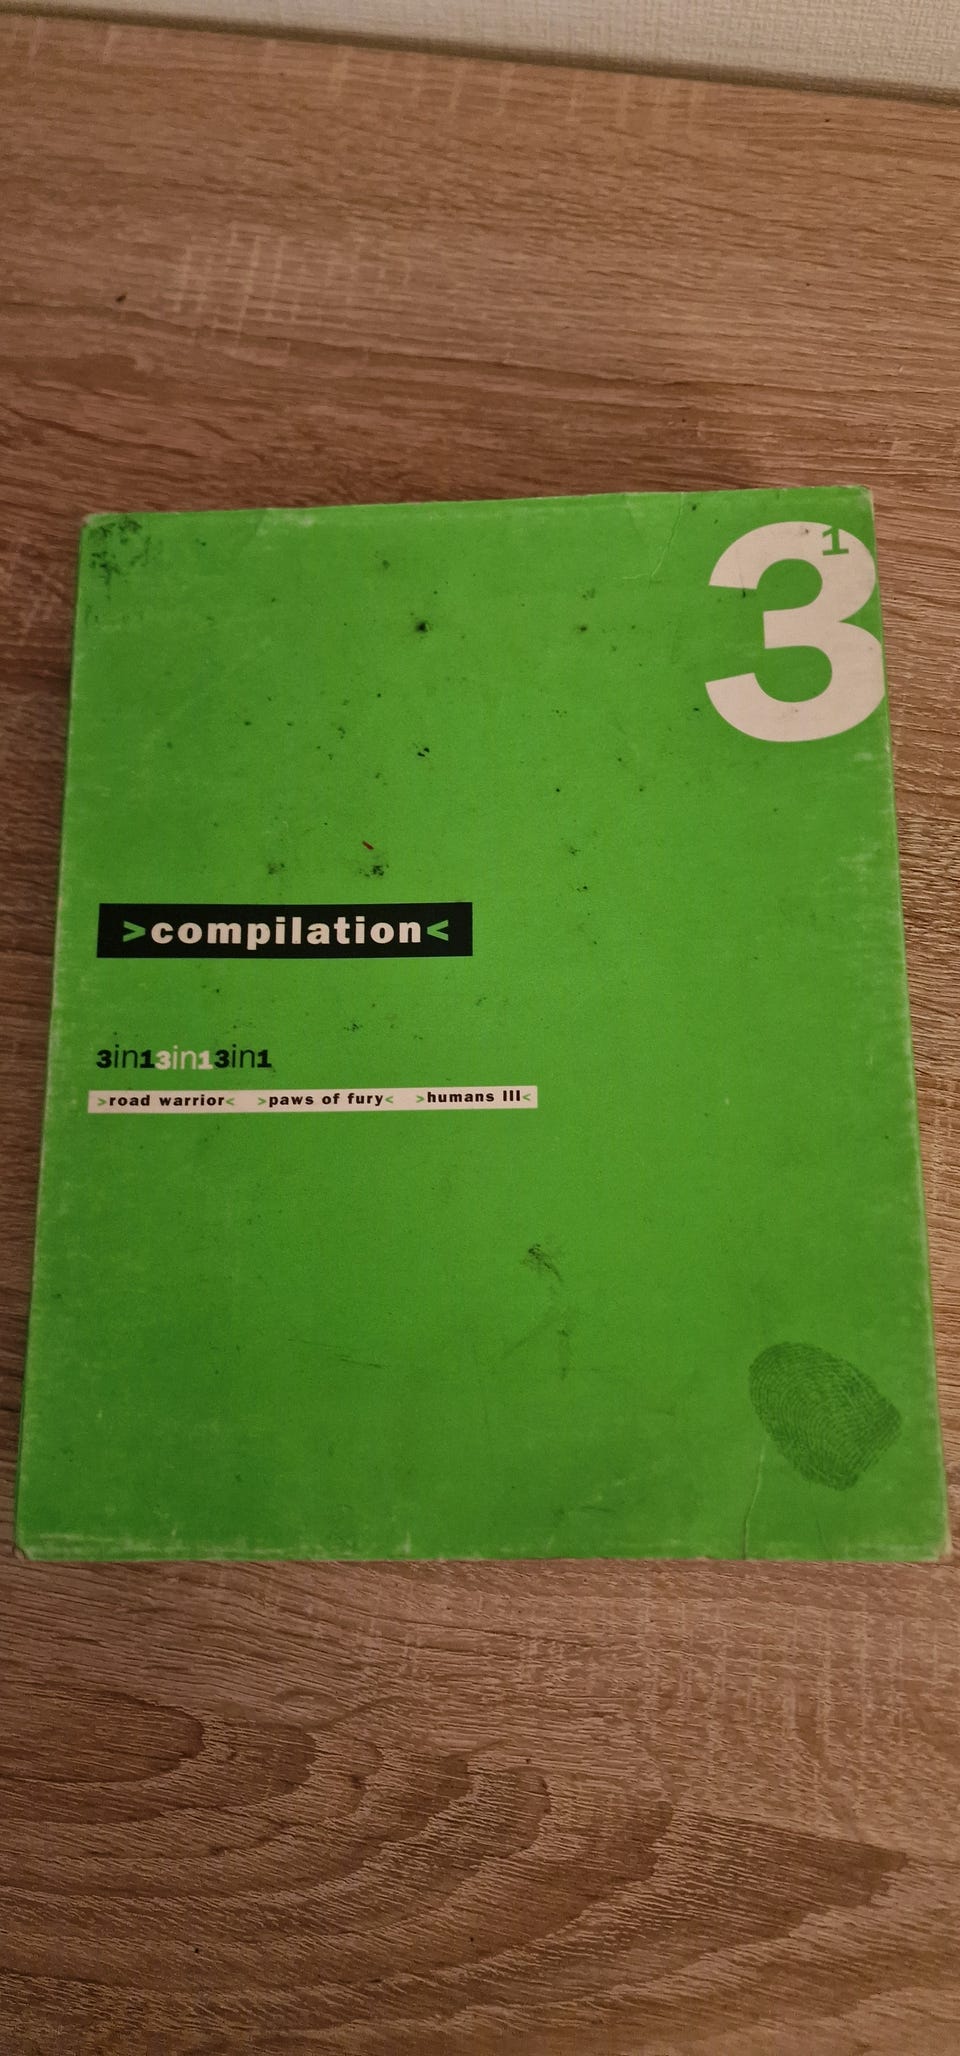 3
1
>compilation<
3in13in13in1
>road warrior< >paws of fury< >humans III<